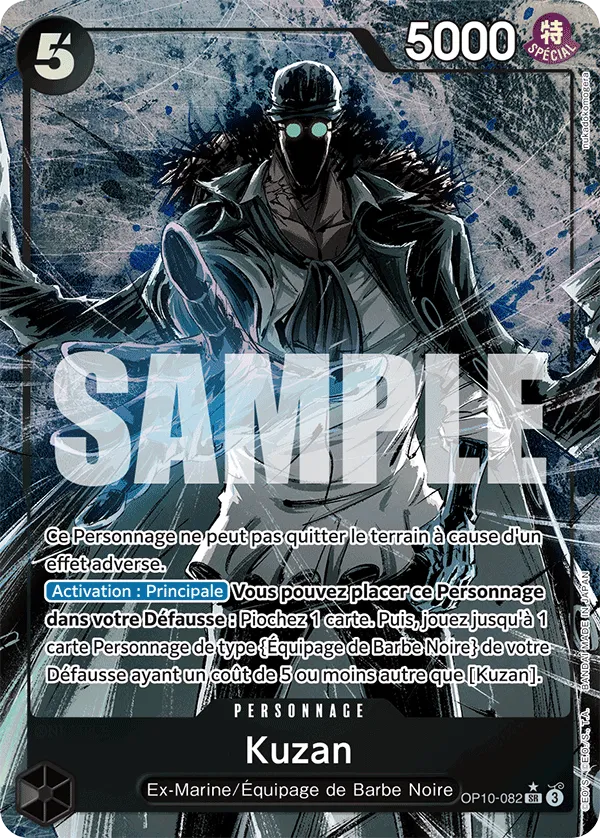 5
5000
特
SPÉCIAL
nukadokomorera
SAMPLE
Ce Personnage ne peut pas quitter le terrain à cause d'un
effet adverse.
Activation : Principale Vous pouvez placer ce Personnage
dans votre Défausse : Piochez 1 carte. Puis, jouez jusqu'à 1
carte Personnage de type {Équipage de Barbe Noire} de votre
Défausse ayant un coût de 5 ou moins autre que [Kuzan].
PERSONNAGE
Kuzan
Ex-Marine/Équipage de Barbe Noire
OP10-082 SR 3
©E.O./S., ©E.O./S., T.A. BANDAI MADE IN JAPAN